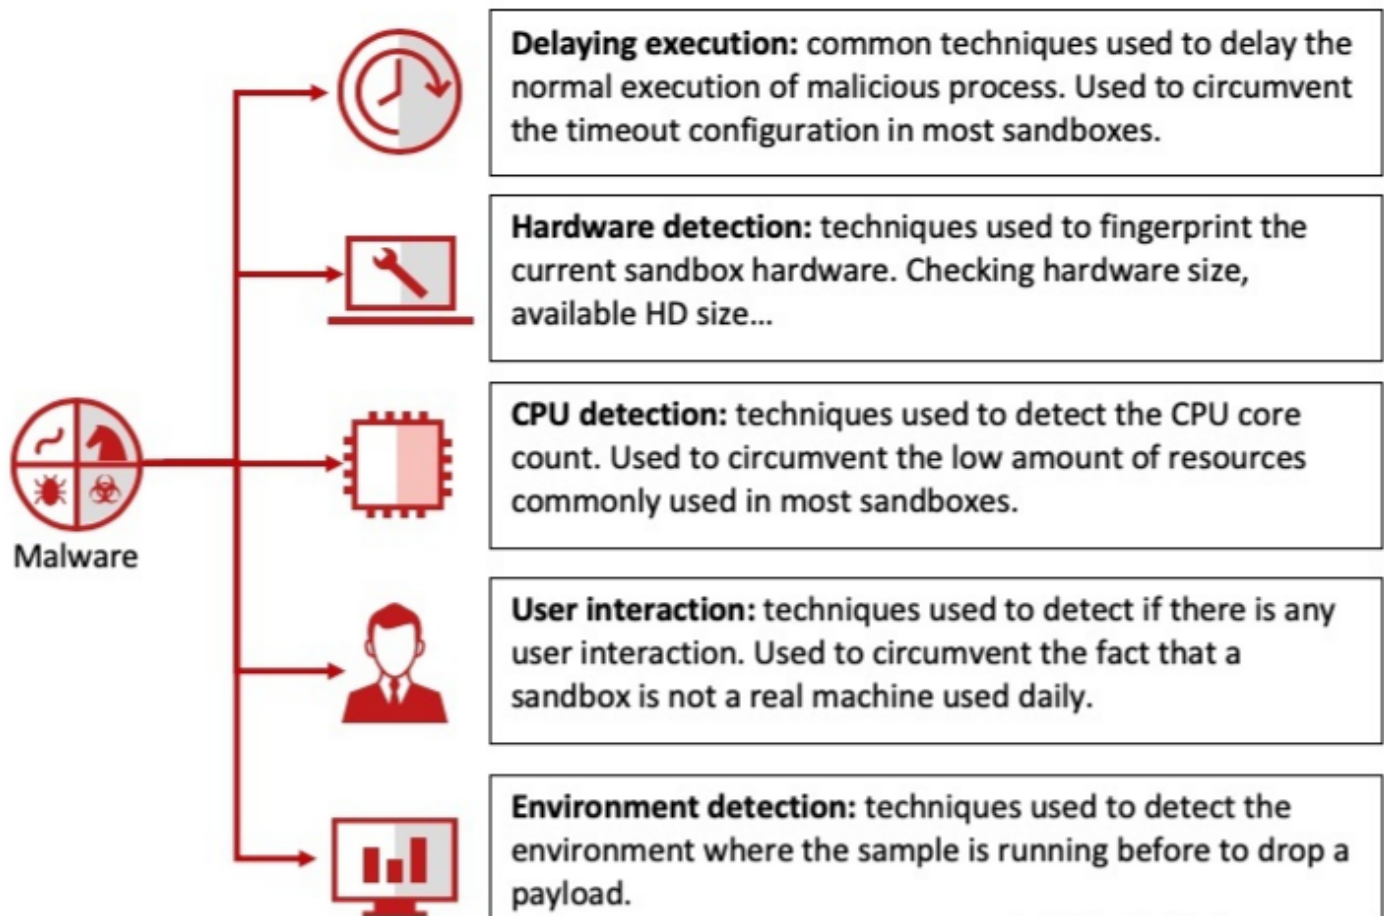 Delaying execution: common techniques used to delay the
normal execution of malicious process. Used to circumvent
the timeout configuration in most sandboxes.
Hardware detection: techniques used to fingerprint the
current sandbox hardware. Checking hardware size,
available HD size...
CPU detection: techniques used to detect the CPU core
count. Used to circumvent the low amount of resources
commonly used in most sandboxes.
Malware
User interaction: techniques used to detect if there is any
user interaction. Used to circumvent the fact that a
sandbox is not a real machine used daily.
Environment detection: techniques used to detect the
environment where the sample is running before to drop a
payload.